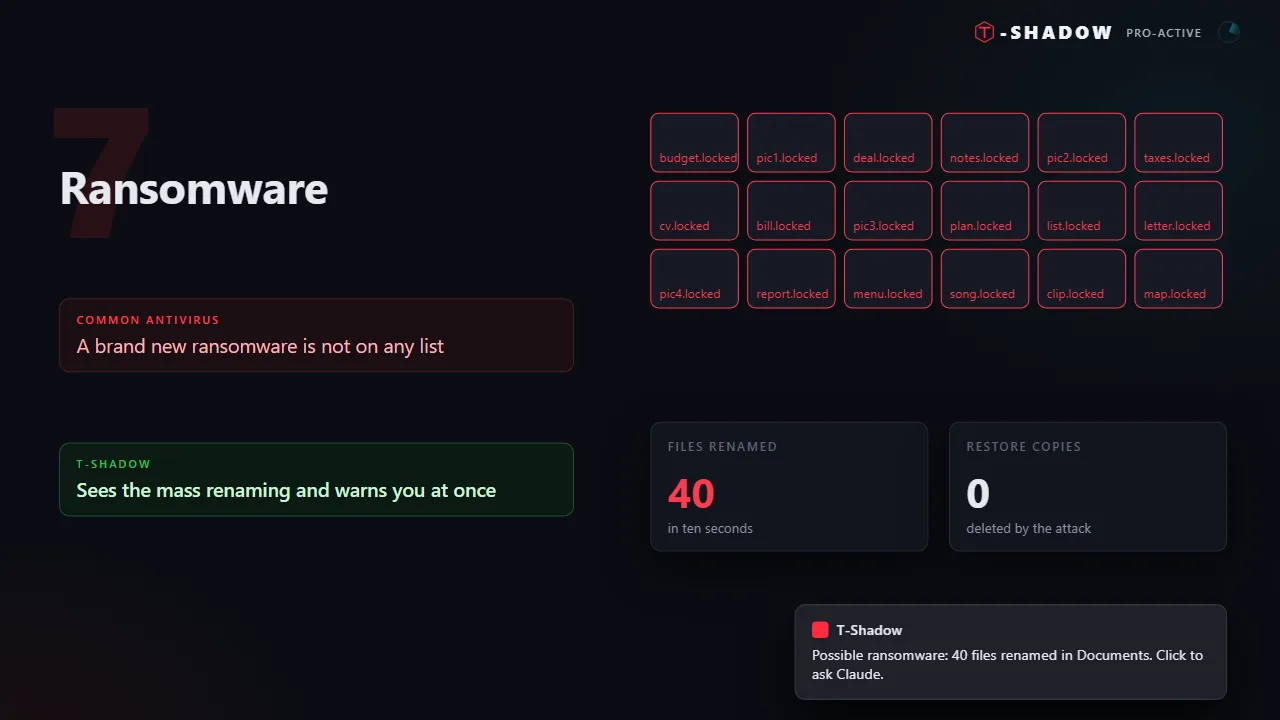 T-SHADOW PRO-ACTIVE
7
Ransomware
COMMON ANTIVIRUS
A brand new ransomware is not on any list
T-SHADOW
Sees the mass renaming and warns you at once
budget.locked pic1.locked deal.locked notes.locked pic2.locked taxes.locked
cv.locked bill.locked pic3.locked plan.locked list.locked letter.locked
pic4.locked report.locked menu.locked song.locked clip.locked map.locked
FILES RENAMED
40
in ten seconds
RESTORE COPIES
0
deleted by the attack
T-Shadow
Possible ransomware: 40 files renamed in Documents. Click to
ask Claude.